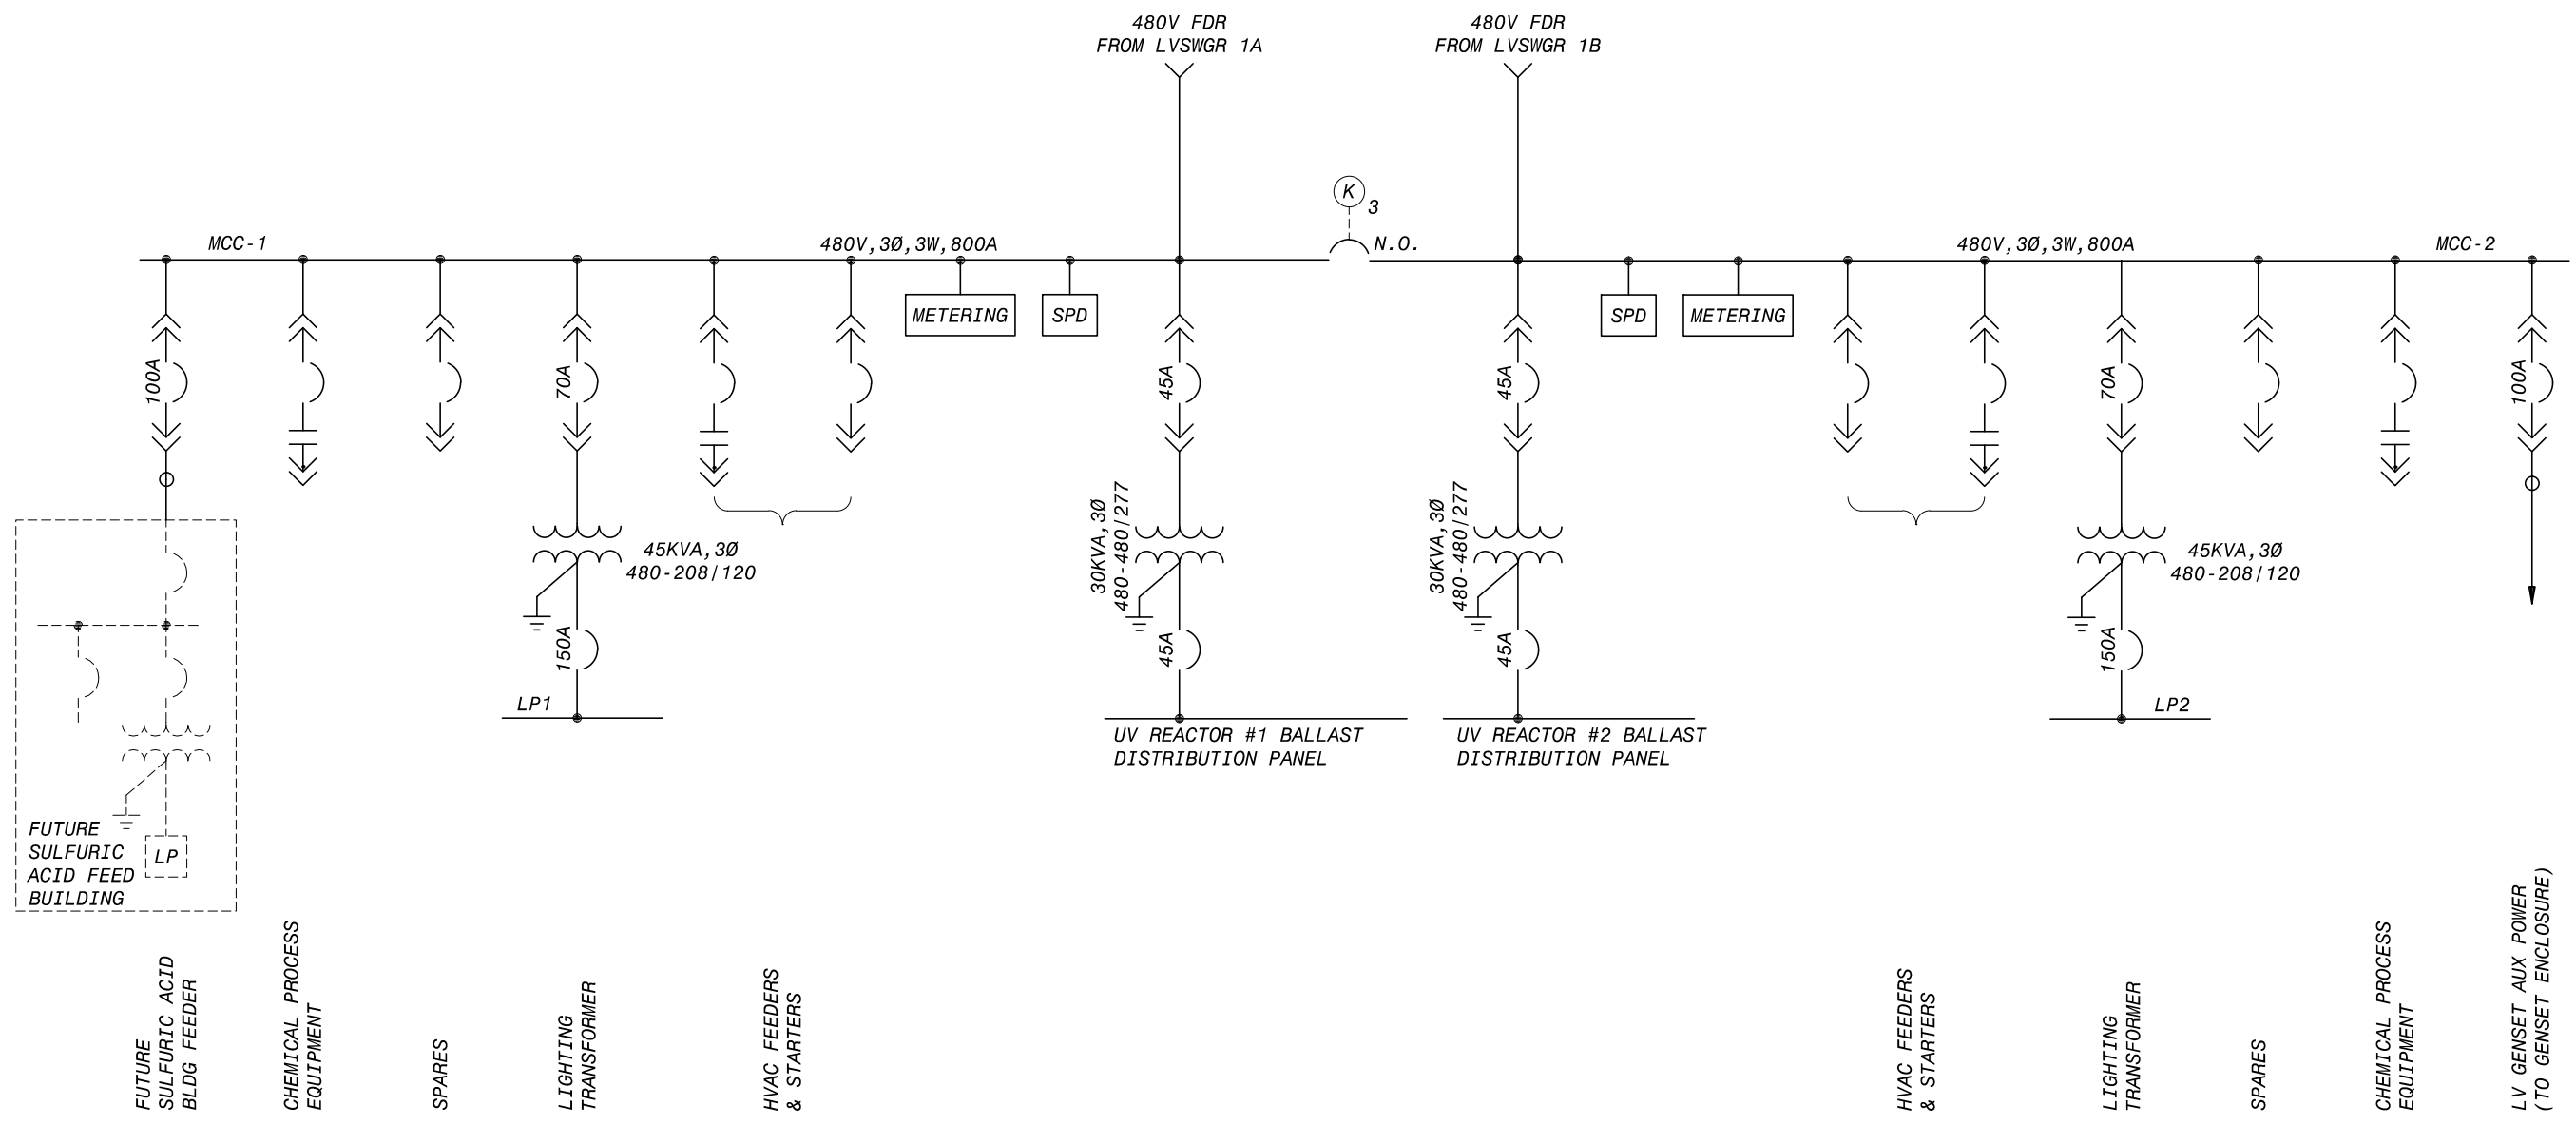 480V FDR
FROM LVSWGR 1A
480V FDR
FROM LVSWGR 1B
K
3
N.O.
MCC-1
480V,3Ø,3W,800A
480V,3Ø,3W,800A
MCC-2
METERING
SPD
SPD
METERING
100A
70A
45A
45A
70A
100A
45KVA,3Ø
480-208/120
30KVA,3Ø
480-480/277
30KVA,3Ø
480-480/277
45KVA,3Ø
480-208/120
150A
45A
45A
150A
LP1
LP2
UV REACTOR #1 BALLAST
DISTRIBUTION PANEL
UV REACTOR #2 BALLAST
DISTRIBUTION PANEL
FUTURE
SULFURIC
ACID FEED
BUILDING
LP
FUTURE
SULFURIC ACID
BLDG FEEDER
CHEMICAL PROCESS
EQUIPMENT
SPARES
LIGHTING
TRANSFORMER
HVAC FEEDERS
& STARTERS
HVAC FEEDERS
& STARTERS
LIGHTING
TRANSFORMER
SPARES
CHEMICAL PROCESS
EQUIPMENT
LV GENSET AUX POWER
(TO GENSET ENCLOSURE)